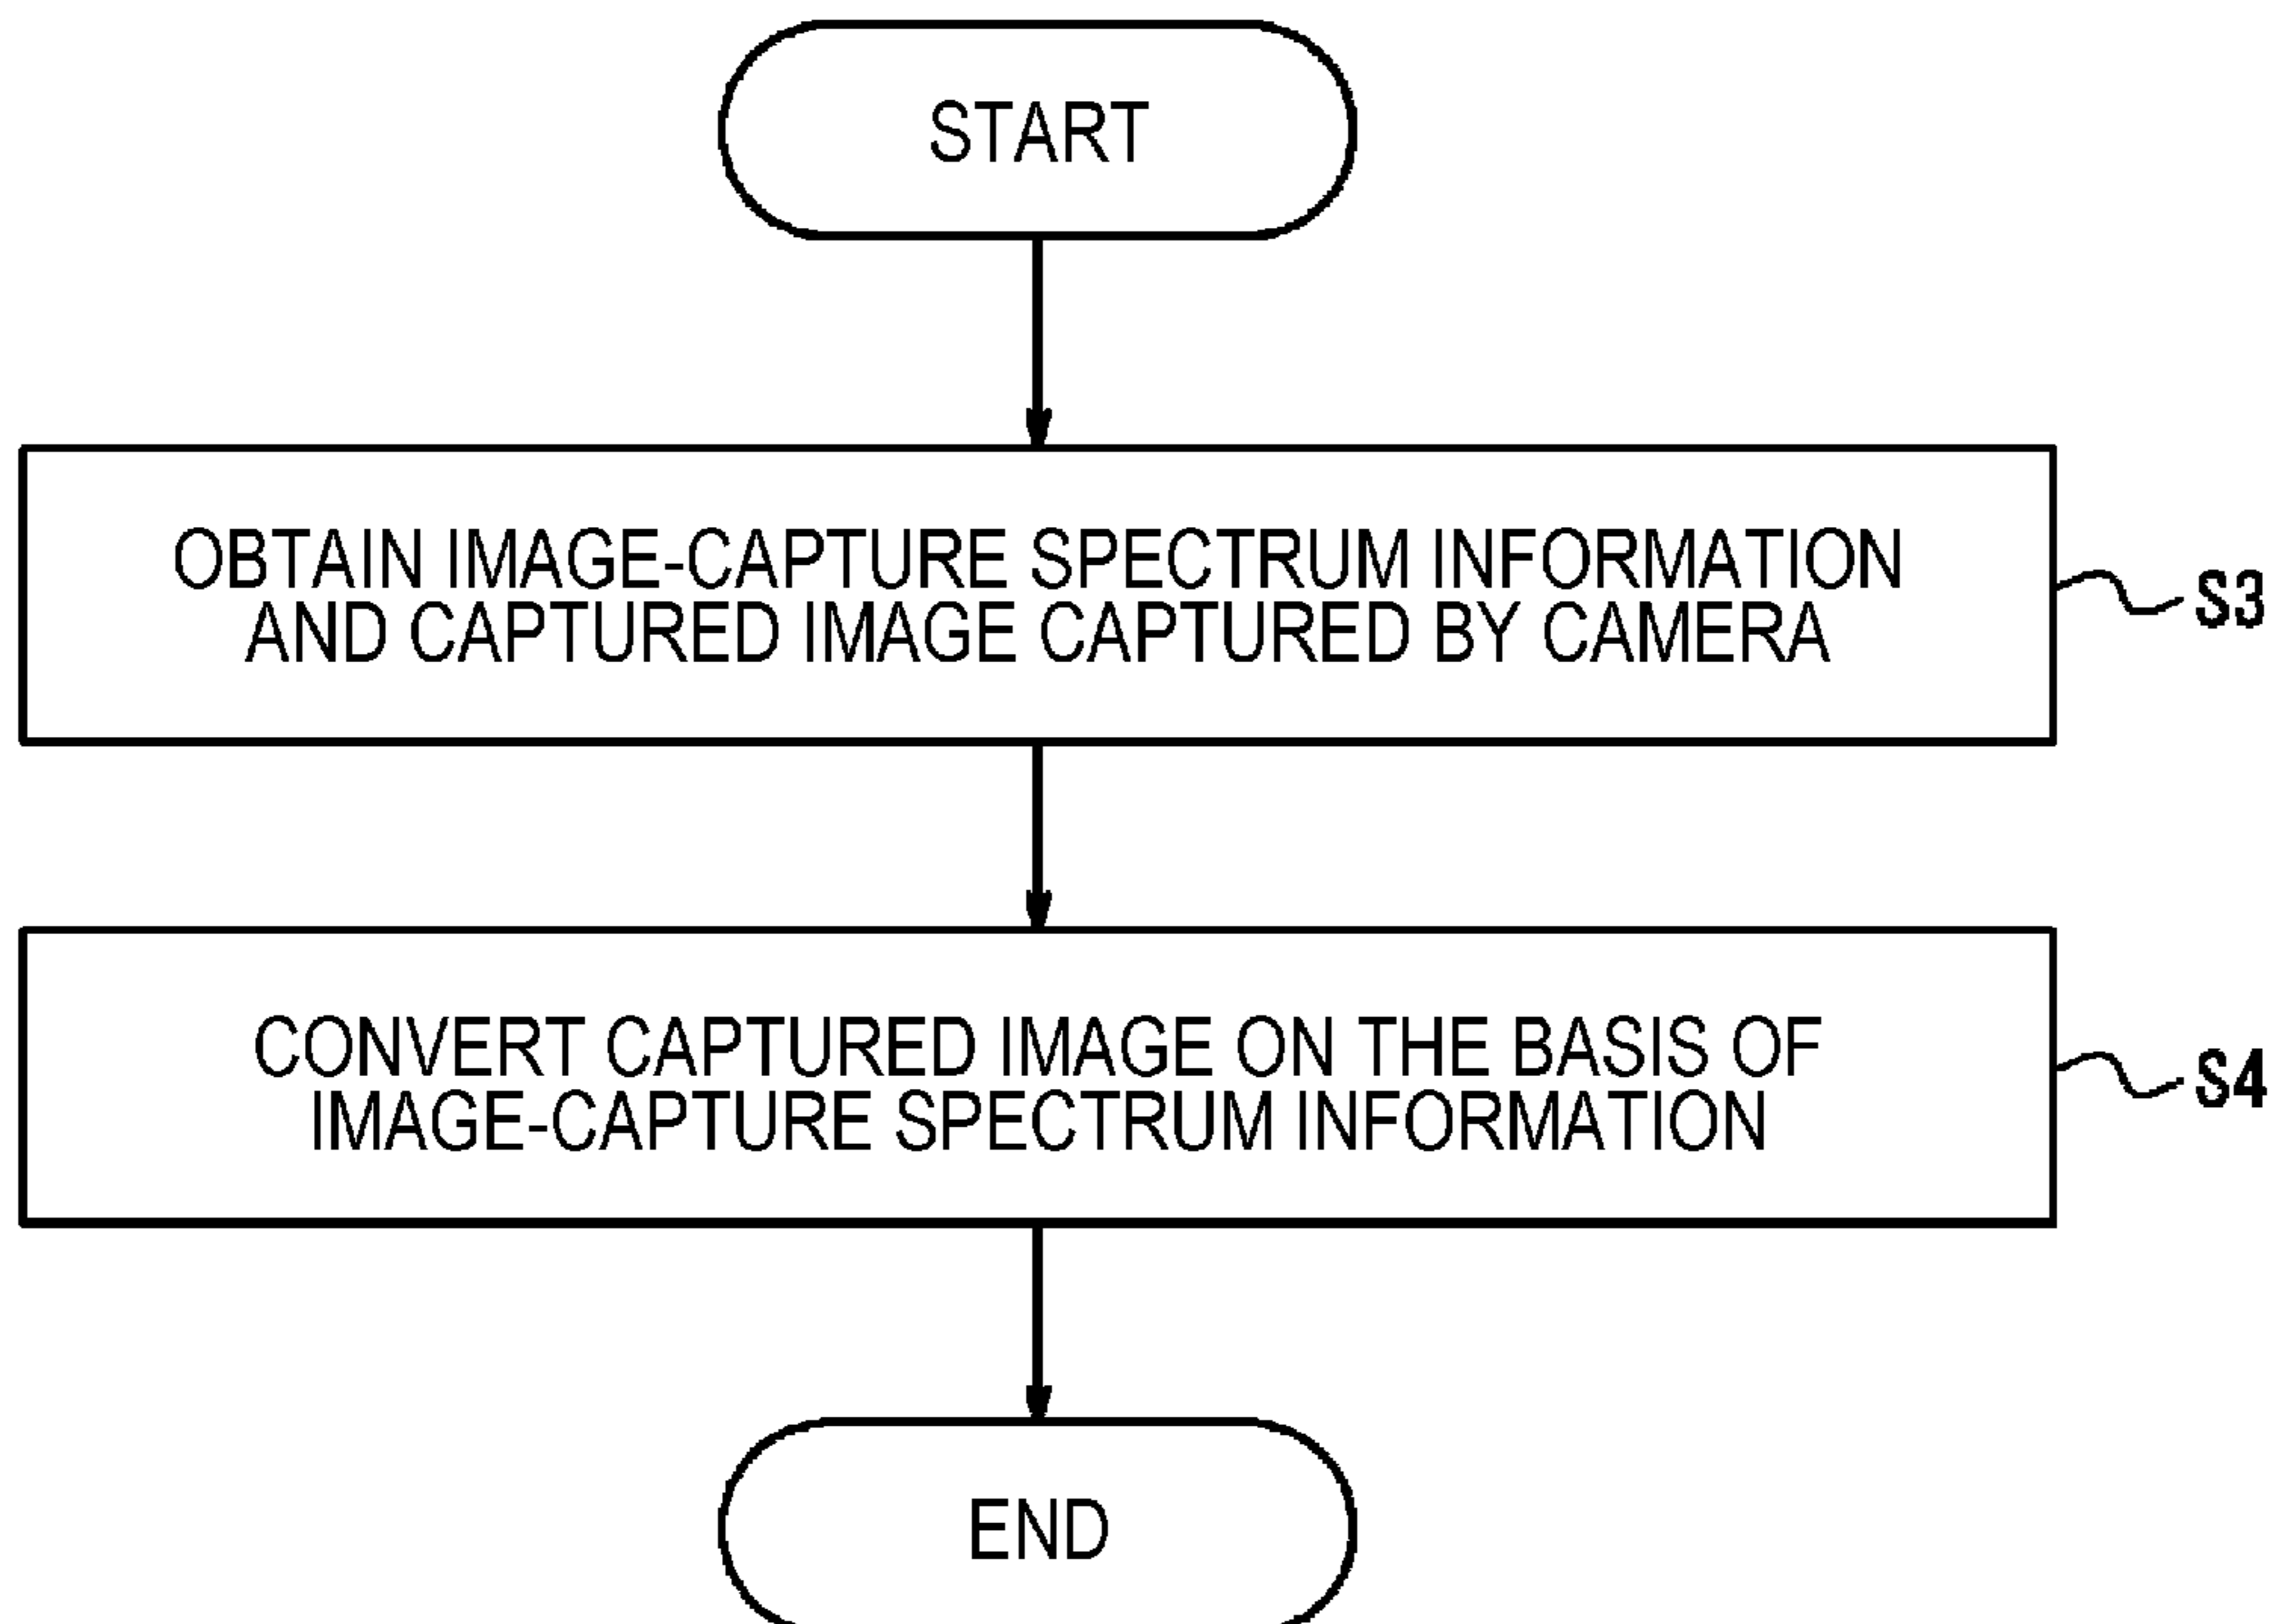 START
OBTAIN IMAGE-CAPTURE SPECTRUM INFORMATION
AND CAPTURED IMAGE CAPTURED BY CAMERA
S3
CONVERT CAPTURED IMAGE ON THE BASIS OF
IMAGE-CAPTURE SPECTRUM INFORMATION
S4
END